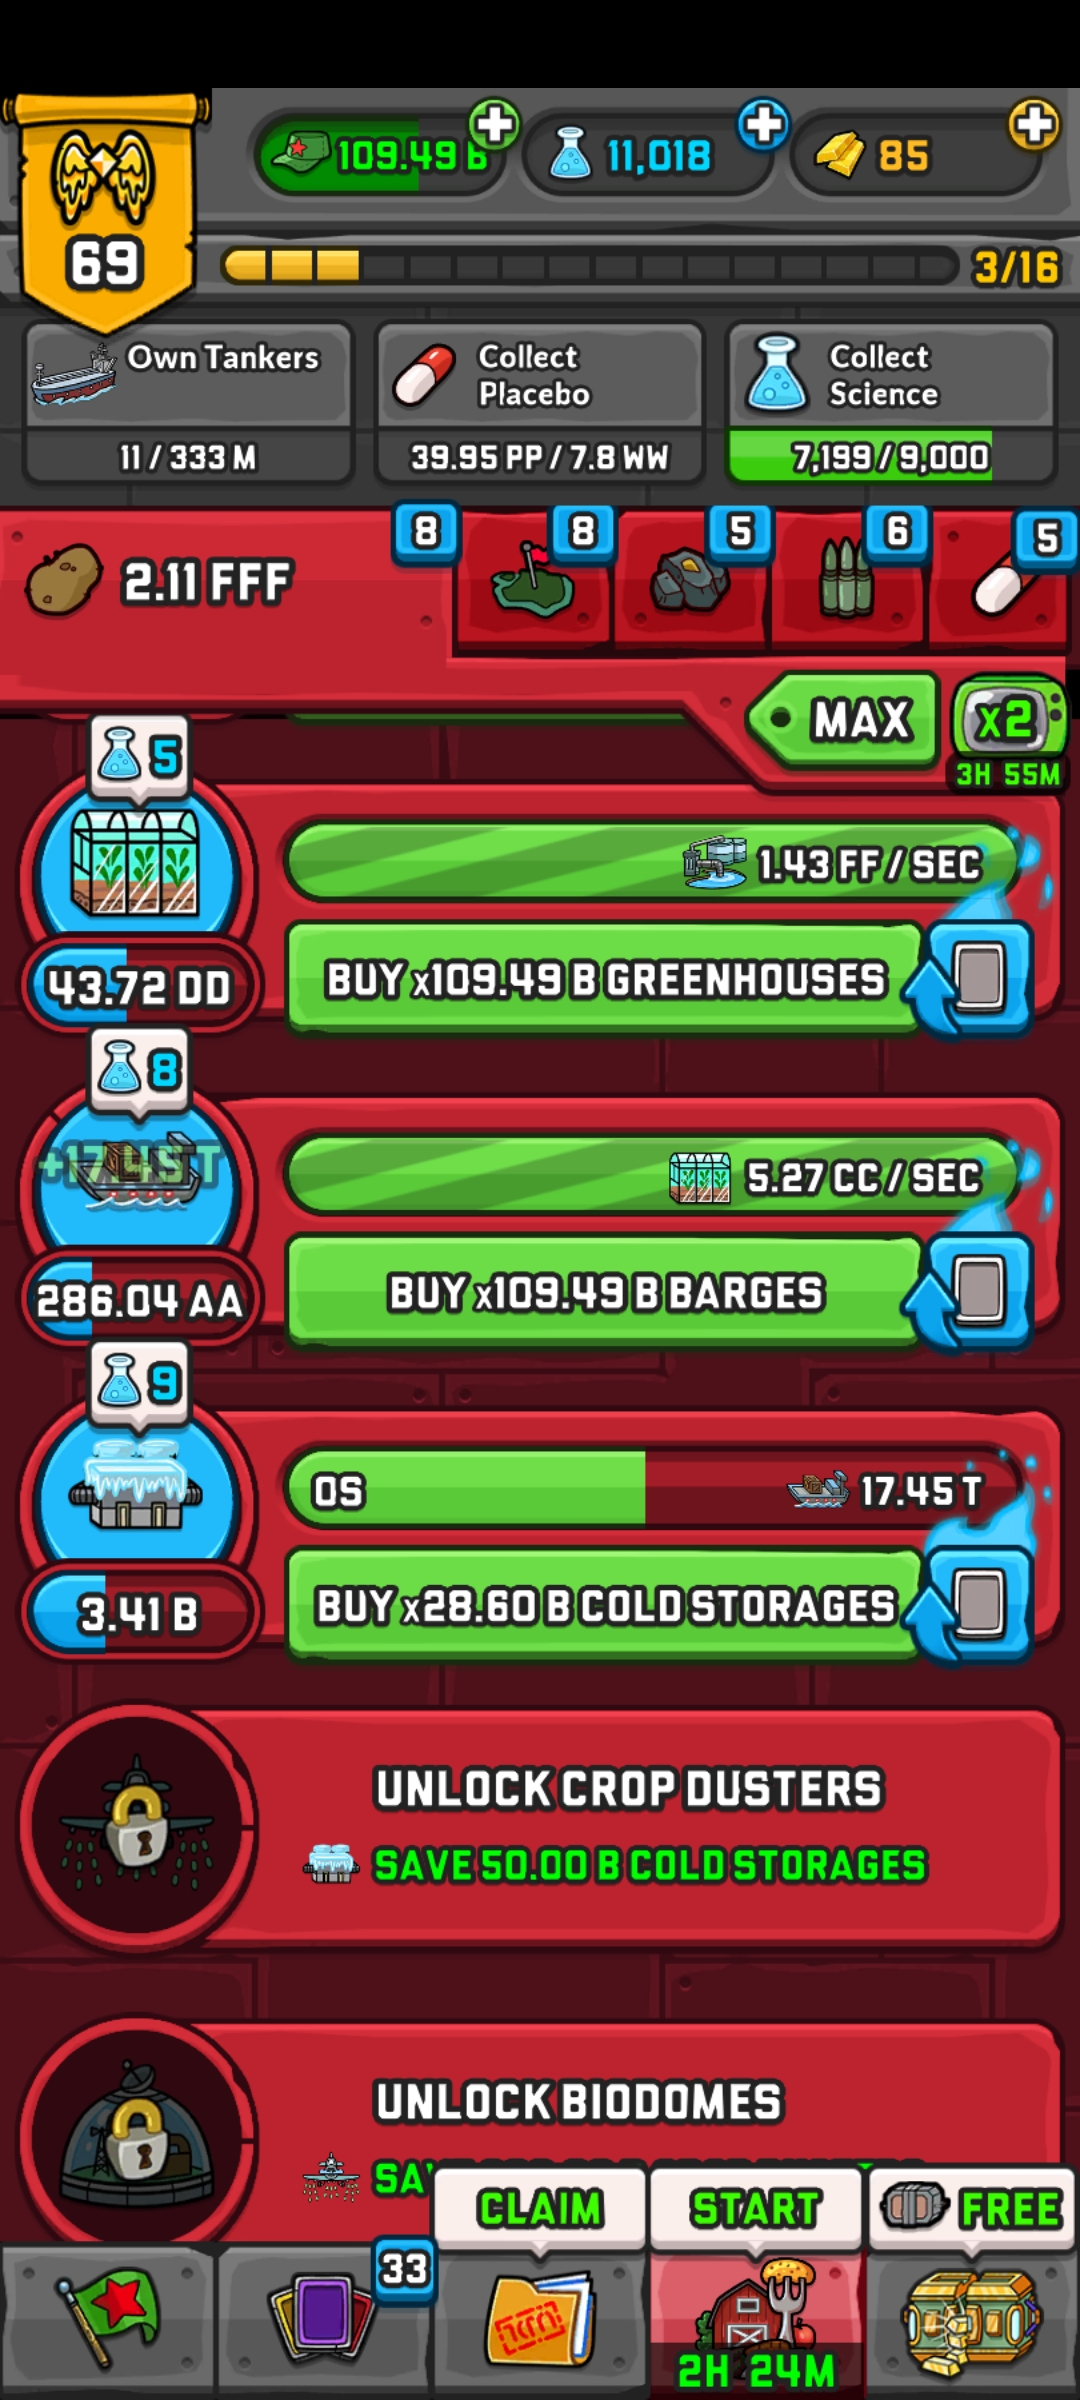 109.49 B
11,018
85
69
3/16
Own Tankers
11 / 333 M
Collect
Placebo
39.95 PP / 7.8 WW
Collect
Science
7,199 / 9,000
2.11 FFF
8
8
5
6
5
MAX
x2
3H 55M
5
1.43 FF / SEC
43.72 DD
BUY x109.49 B GREENHOUSES
8
+17.45 T
5.27 CC / SEC
286.04 AA
BUY x109.49 B BARGES
9
0S
17.45 T
3.41 B
BUY x28.60 B COLD STORAGES
UNLOCK CROP DUSTERS
SAVE 50.00 B COLD STORAGES
UNLOCK BIODOMES
CLAIM
START
FREE
33
2H 24M